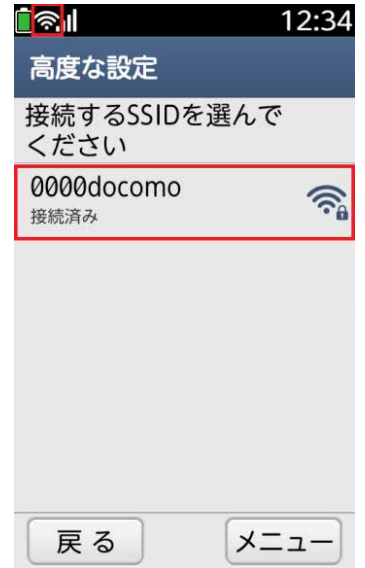 12:34
高度な設定
接続するSSIDを選んで
ください
0000docomo
接続済み
戻る
メニュー